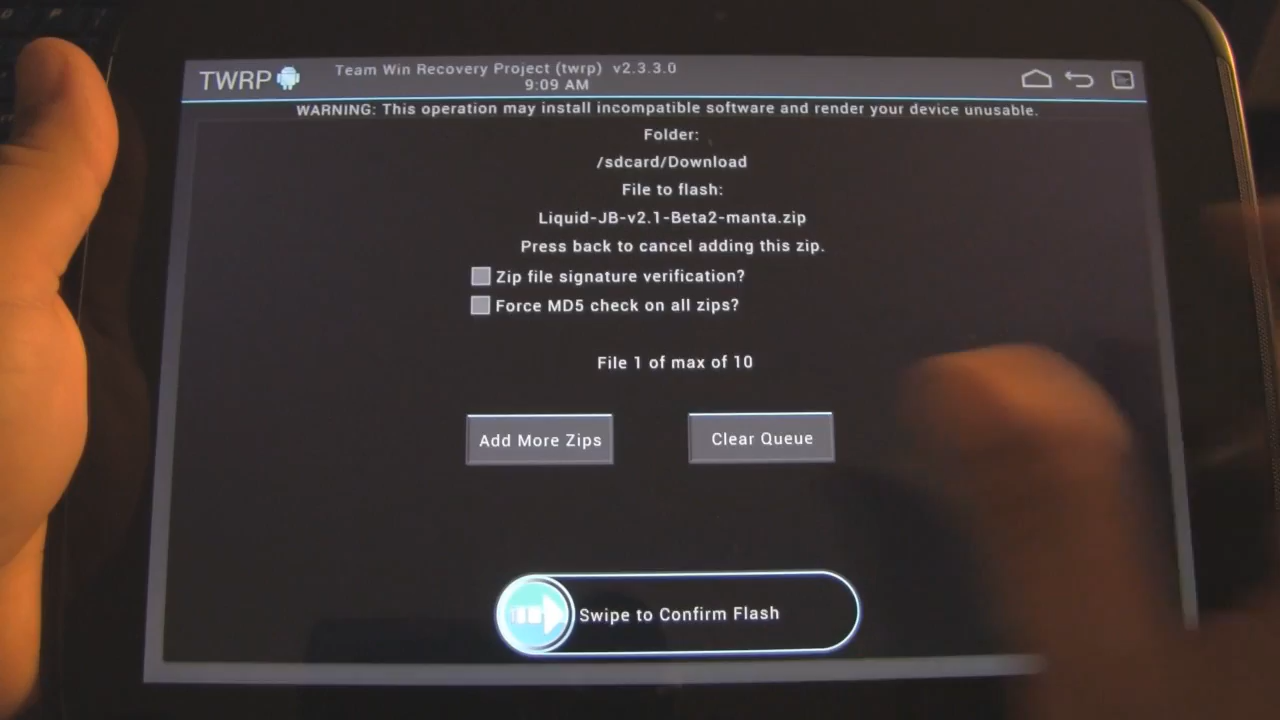 TWRP
Team Win Recovery Project (twrp) v2.3.3.0
9:09 AM
WARNING: This operation may install incompatible software and render your device unusable.
Folder:
/sdcard/Download
File to flash:
Liquid-JB-v2.1-Beta2-manta.zip
Press back to cancel adding this zip.
Zip file signature verification?
Force MD5 check on all zips?
File 1 of max of 10
Add More Zips
Clear Queue
Swipe to Confirm Flash